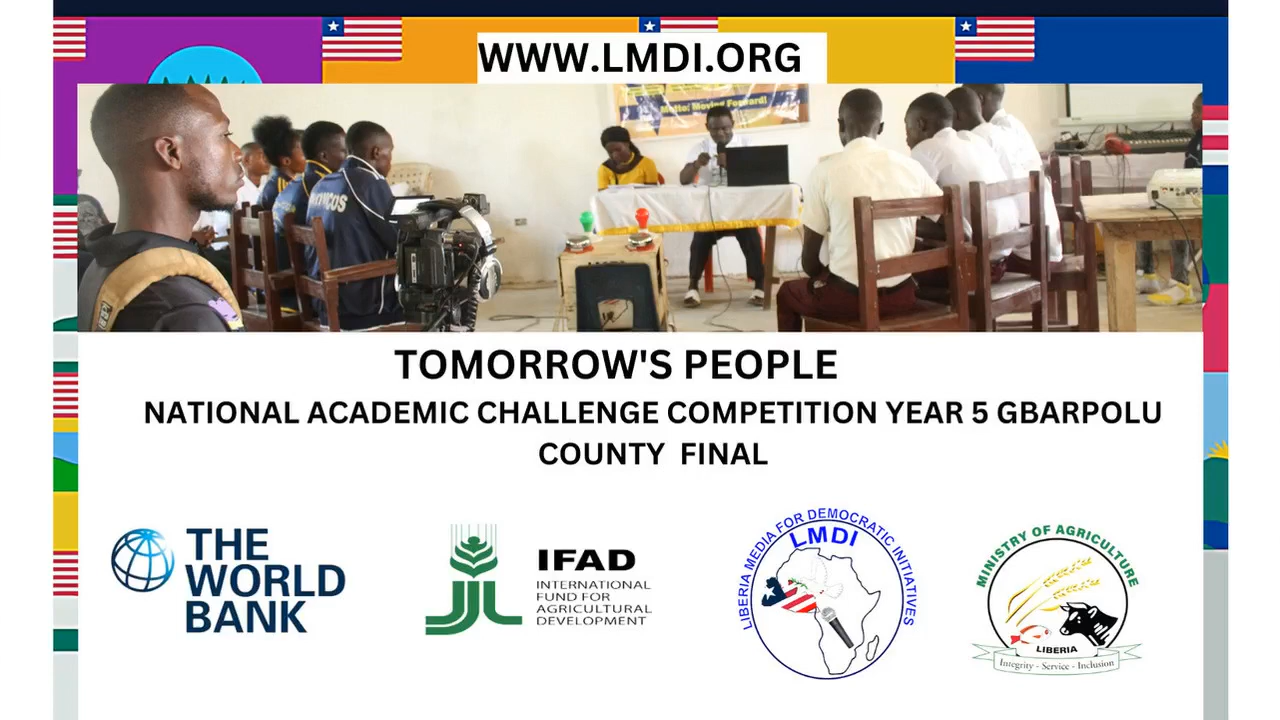 WWW.LMDI.ORG
Motto: Moving Forward!
TOMORROW'S PEOPLE
NATIONAL ACADEMIC CHALLENGE COMPETITION YEAR 5 GBARPOLU
COUNTY FINAL
THE
WORLD
BANK
IFAD
INTERNATIONAL
FUND FOR
AGRICULTURAL
DEVELOPMENT
LIBERIA MEDIA FOR DEMOCRATIC INITIATIVES
LMDI
MINISTRY OF AGRICULTURE
LIBERIA
Integrity - Service - Inclusion